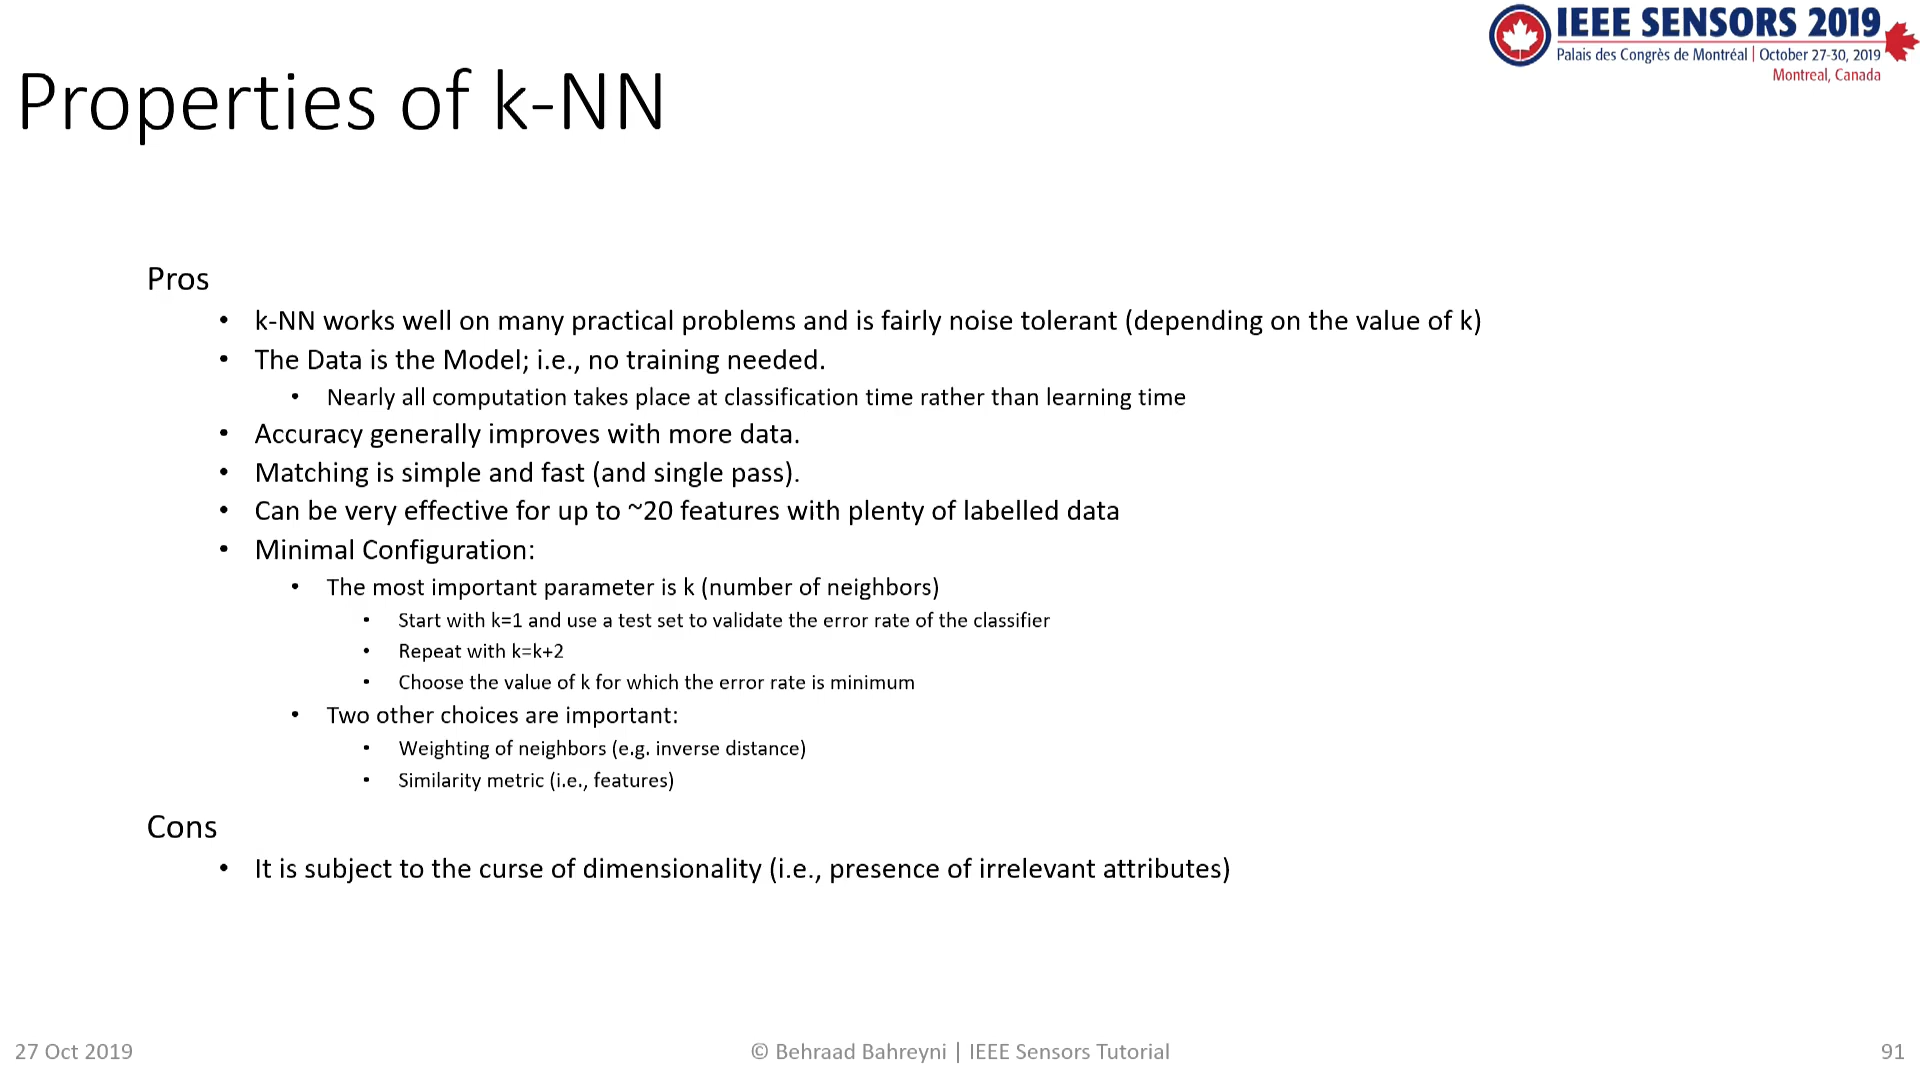 IEEE SENSORS 2019
Palais des Congrès de Montréal | October 27-30, 2019
Montreal, Canada
Properties of k-NN
Pros
• k-NN works well on many practical problems and is fairly noise tolerant (depending on the value of k)
• The Data is the Model; i.e., no training needed.
• Nearly all computation takes place at classification time rather than learning time
• Accuracy generally improves with more data.
• Matching is simple and fast (and single pass).
• Can be very effective for up to ~20 features with plenty of labelled data
• Minimal Configuration:
• The most important parameter is k (number of neighbors)
• Start with k=1 and use a test set to validate the error rate of the classifier
• Repeat with k=k+2
• Choose the value of k for which the error rate is minimum
• Two other choices are important:
• Weighting of neighbors (e.g. inverse distance)
• Similarity metric (i.e., features)
Cons
• It is subject to the curse of dimensionality (i.e., presence of irrelevant attributes)
27 Oct 2019
© Behraad Bahreyni | IEEE Sensors Tutorial
91